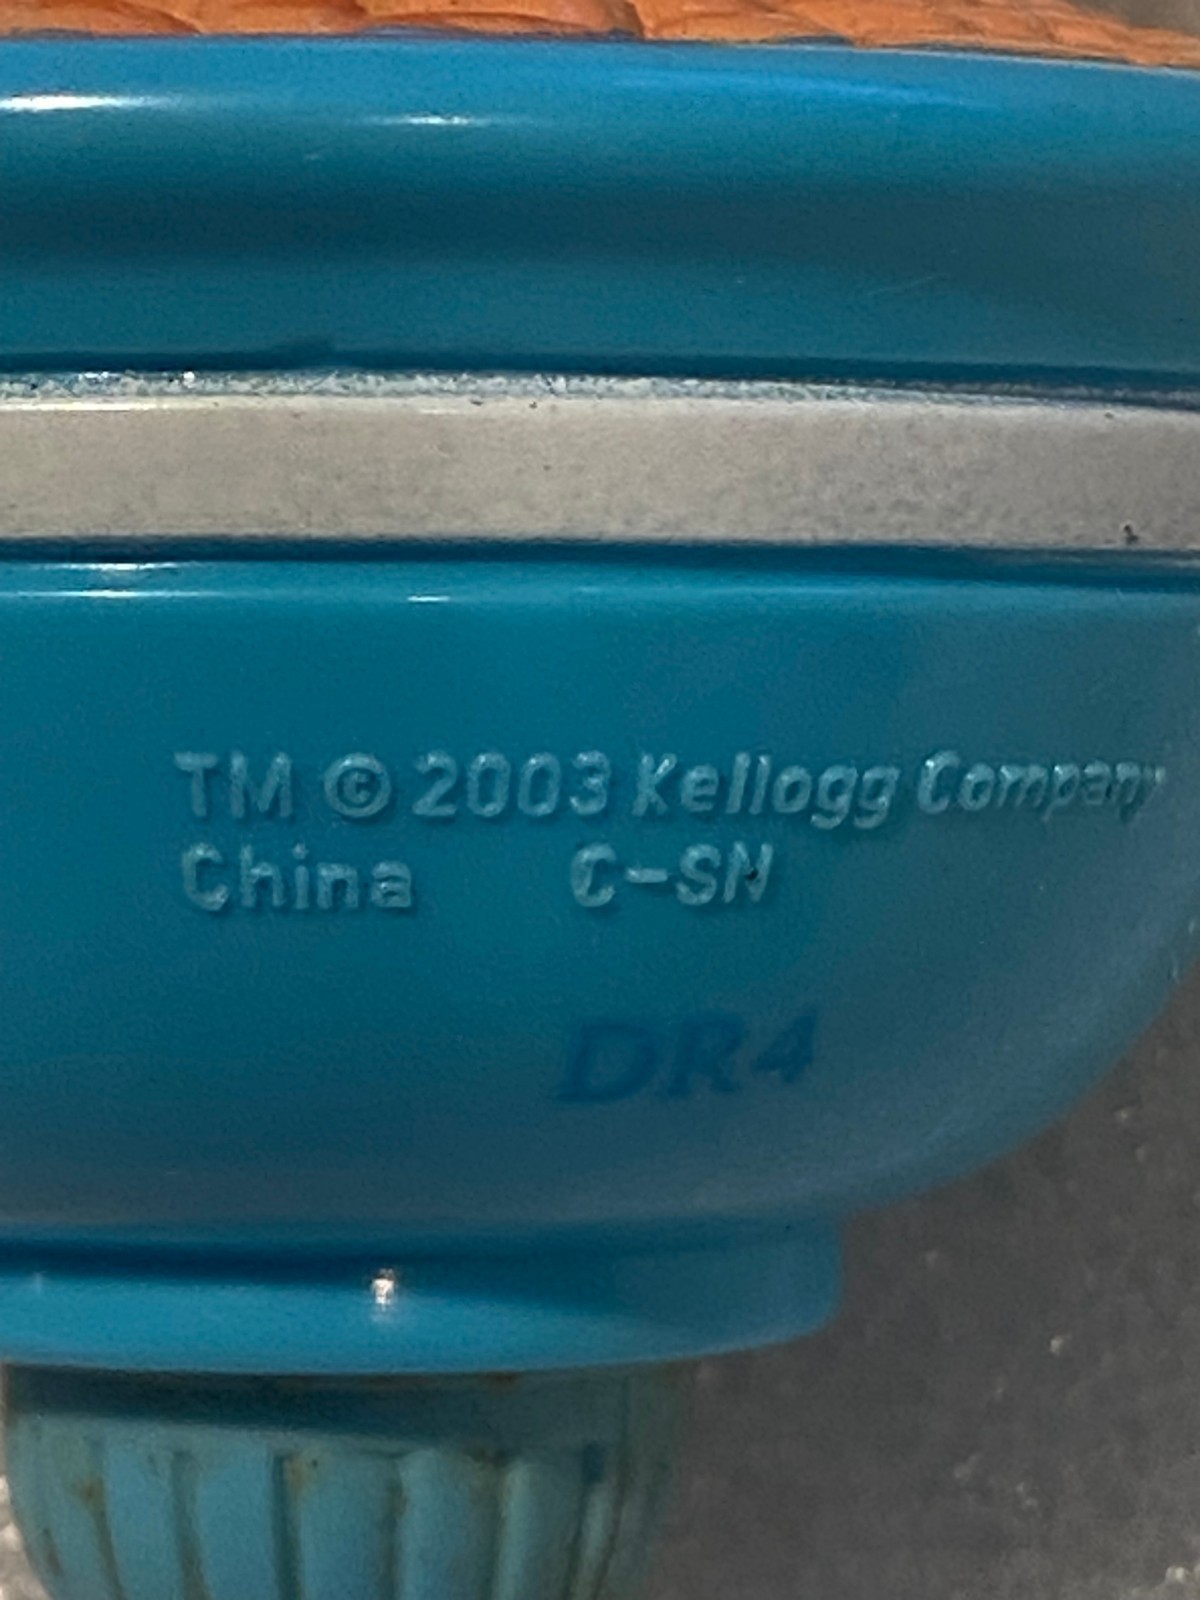 TM © 2003 Kellogg Company
China C-SN
DR4